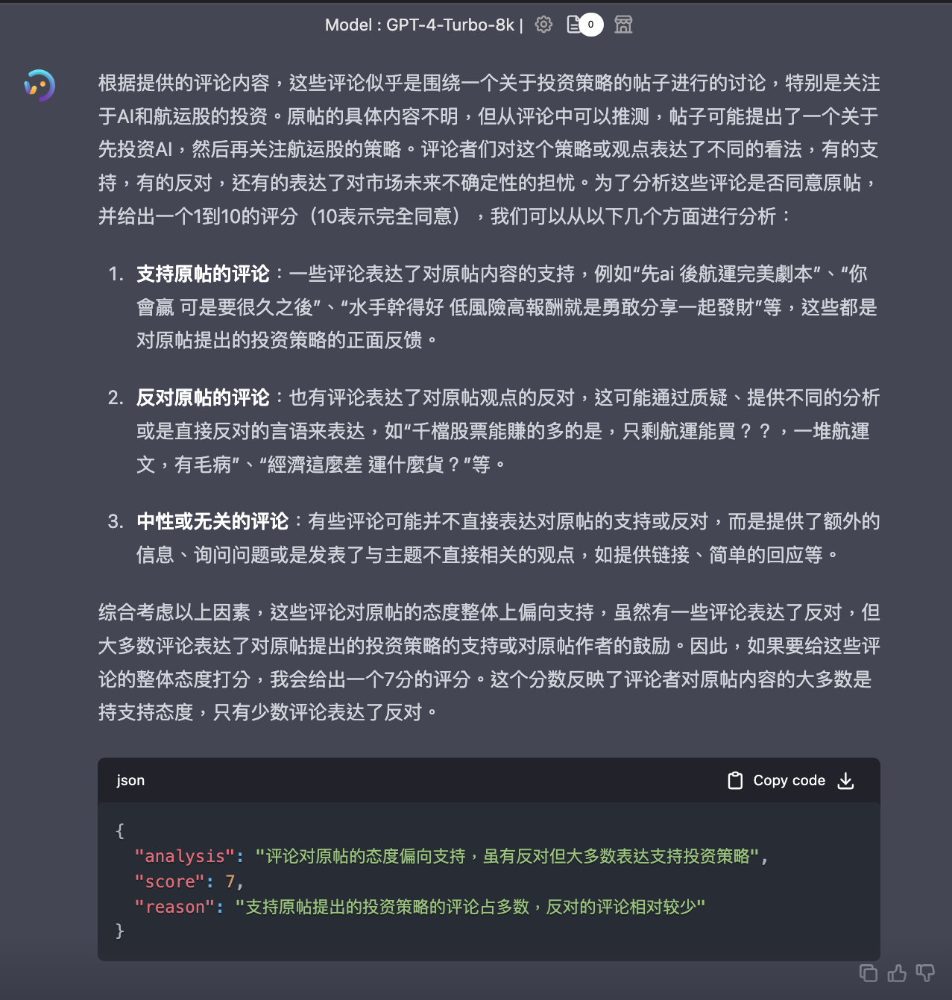 Model : GPT-4-Turbo-8k | 0
根据提供的评论内容，这些评论似乎是围绕一个关于投资策略的帖子进行的讨论，特别是关注
于AI和航运股的投资。原帖的具体内容不明，但从评论中可以推测，帖子可能提出了一个关于
先投资AI，然后再关注航运股的策略。评论者们对这个策略或观点表达了不同的看法，有的支
持，有的反对，还有的表达了对市场未来不确定性的担忧。为了分析这些评论是否同意原帖，
并给出一个1到10的评分（10表示完全同意），我们可以从以下几个方面进行分析：
1. 支持原帖的评论：一些评论表达了对原帖内容的支持，例如“先ai 後航運完美劇本”、“你
會贏 可是要很久之後”、“水手幹得好 低風險高報酬就是勇敢分享一起發財”等，这些都是
对原帖提出的投资策略的正面反馈。
2. 反对原帖的评论：也有评论表达了对原帖观点的反对，这可能通过质疑、提供不同的分析
或是直接反对的言语来表达，如“千檔股票能賺的多的是，只剩航運能買？？，一堆航運
文，有毛病”、“經濟這麼差 運什麼貨？”等。
3. 中性或无关的评论：有些评论可能并不直接表达对原帖的支持或反对，而是提供了额外的
信息、询问问题或是发表了与主题不直接相关的观点，如提供链接、简单的回应等。
综合考虑以上因素，这些评论对原帖的态度整体上偏向支持，虽然有一些评论表达了反对，但
大多数评论表达了对原帖提出的投资策略的支持或对原帖作者的鼓励。因此，如果要给这些评
论的整体态度打分，我会给出一个7分的评分。这个分数反映了评论者对原帖内容的大多数是
持支持态度，只有少数评论表达了反对。
json Copy code
{
"analysis": "评论对原帖的态度偏向支持，虽有反对但大多数表达支持投资策略",
"score": 7,
"reason": "支持原帖提出的投资策略的评论占多数，反对的评论相对较少"
}